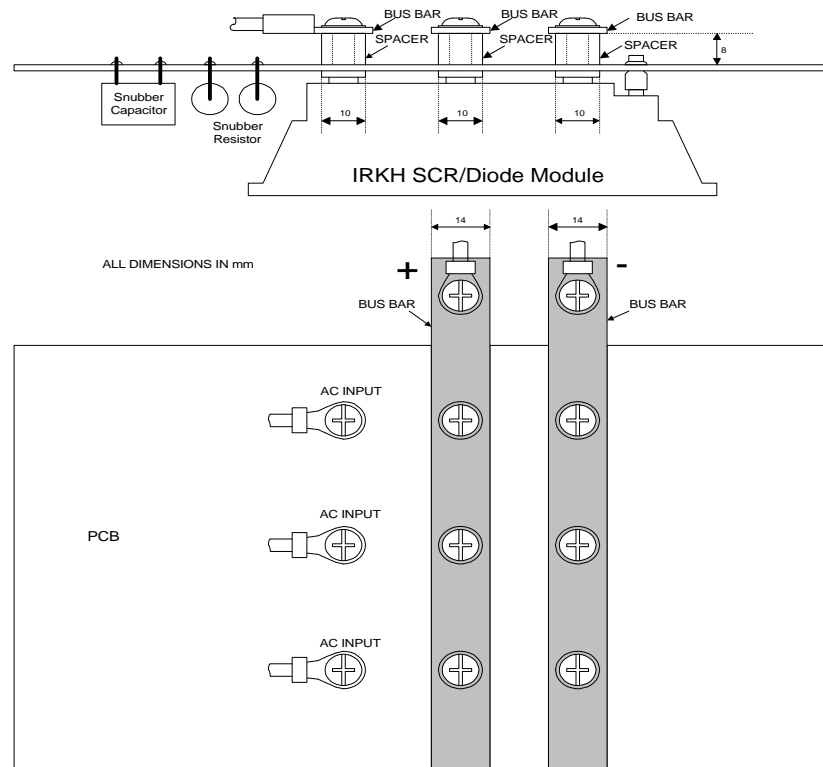 BUS BAR
BUS BAR
BUS BAR
SPACER
SPACER
SPACER
8
Snubber
Capacitor
Snubber
Resistor
10
10
10
IRKH SCR/Diode Module
14
14
ALL DIMENSIONS IN mm
+
-
BUS BAR
BUS BAR
AC INPUT
AC INPUT
PCB
AC INPUT